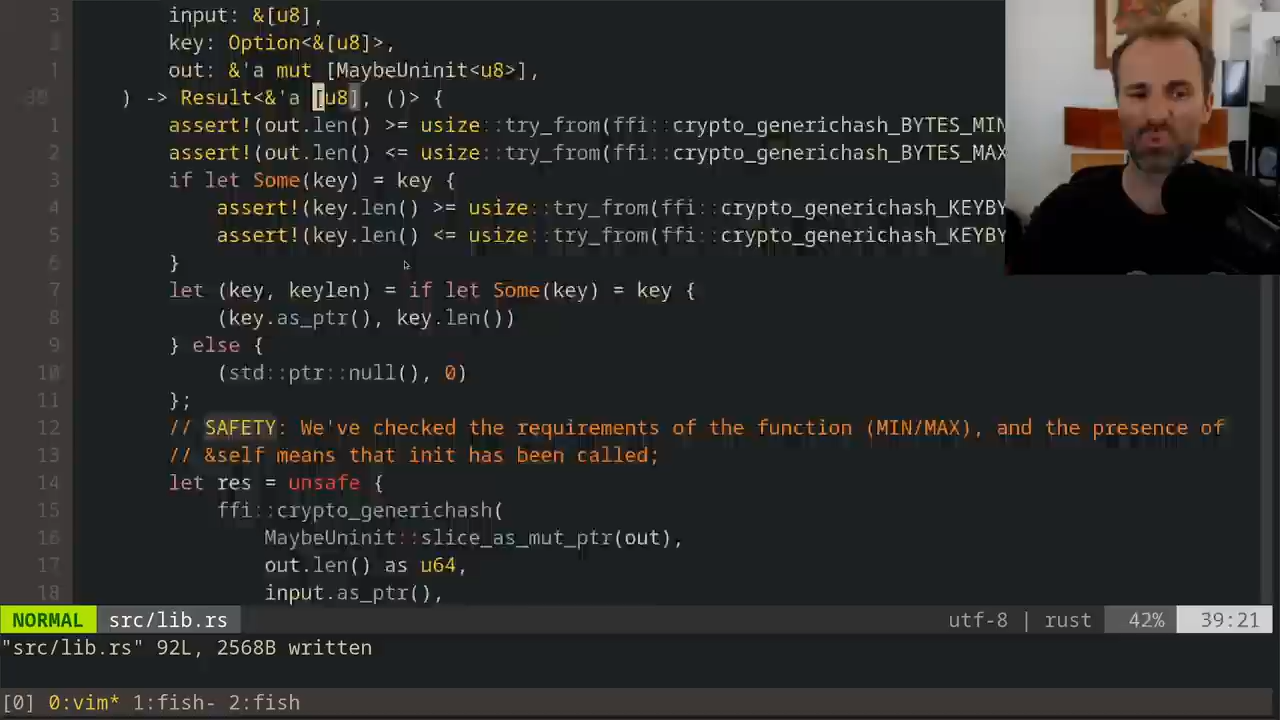 3 input: &[u8],
2 key: Option<&[u8]>,
1 out: &'a mut [MaybeUninit<u8>],
39 ) -> Result<&'a [u8], ()> {
1 assert!(out.len() >= usize::try_from(ffi::crypto_generichash_BYTES_MIN
2 assert!(out.len() <= usize::try_from(ffi::crypto_generichash_BYTES_MAX
3 if let Some(key) = key {
4 assert!(key.len() >= usize::try_from(ffi::crypto_generichash_KEYBY
5 assert!(key.len() <= usize::try_from(ffi::crypto_generichash_KEYBY
6 }
7 let (key, keylen) = if let Some(key) = key {
8 (key.as_ptr(), key.len())
9 } else {
10 (std::ptr::null(), 0)
11 };
12 // SAFETY: We've checked the requirements of the function (MIN/MAX), and the presence of
13 // &self means that init has been called;
14 let res = unsafe {
15 ffi::crypto_generichash(
16 MaybeUninit::slice_as_mut_ptr(out),
17 out.len() as u64,
18 input.as_ptr(),
NORMAL src/lib.rs utf-8 | rust 42% 39:21
"src/lib.rs" 92L, 2568B written
[0] 0:vim* 1:fish- 2:fish